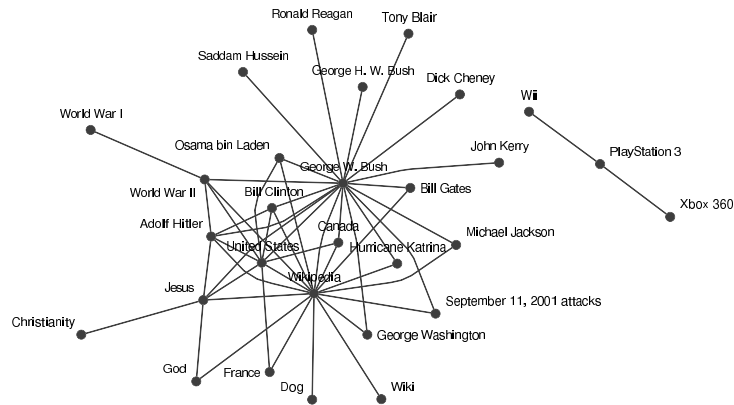 Ronald Reagan
Tony Blair
Saddam Hussein
George H. W. Bush
Dick Cheney
Wii
World War I
Osama bin Laden
John Kerry
PlayStation 3
George W. Bush
World War II
Bill Clinton
Bill Gates
Xbox 360
Adolf Hitler
Canada
Michael Jackson
United States
Hurricane Katrina
Wikipedia
Jesus
September 11, 2001 attacks
Christianity
George Washington
God
France
Dog
Wiki